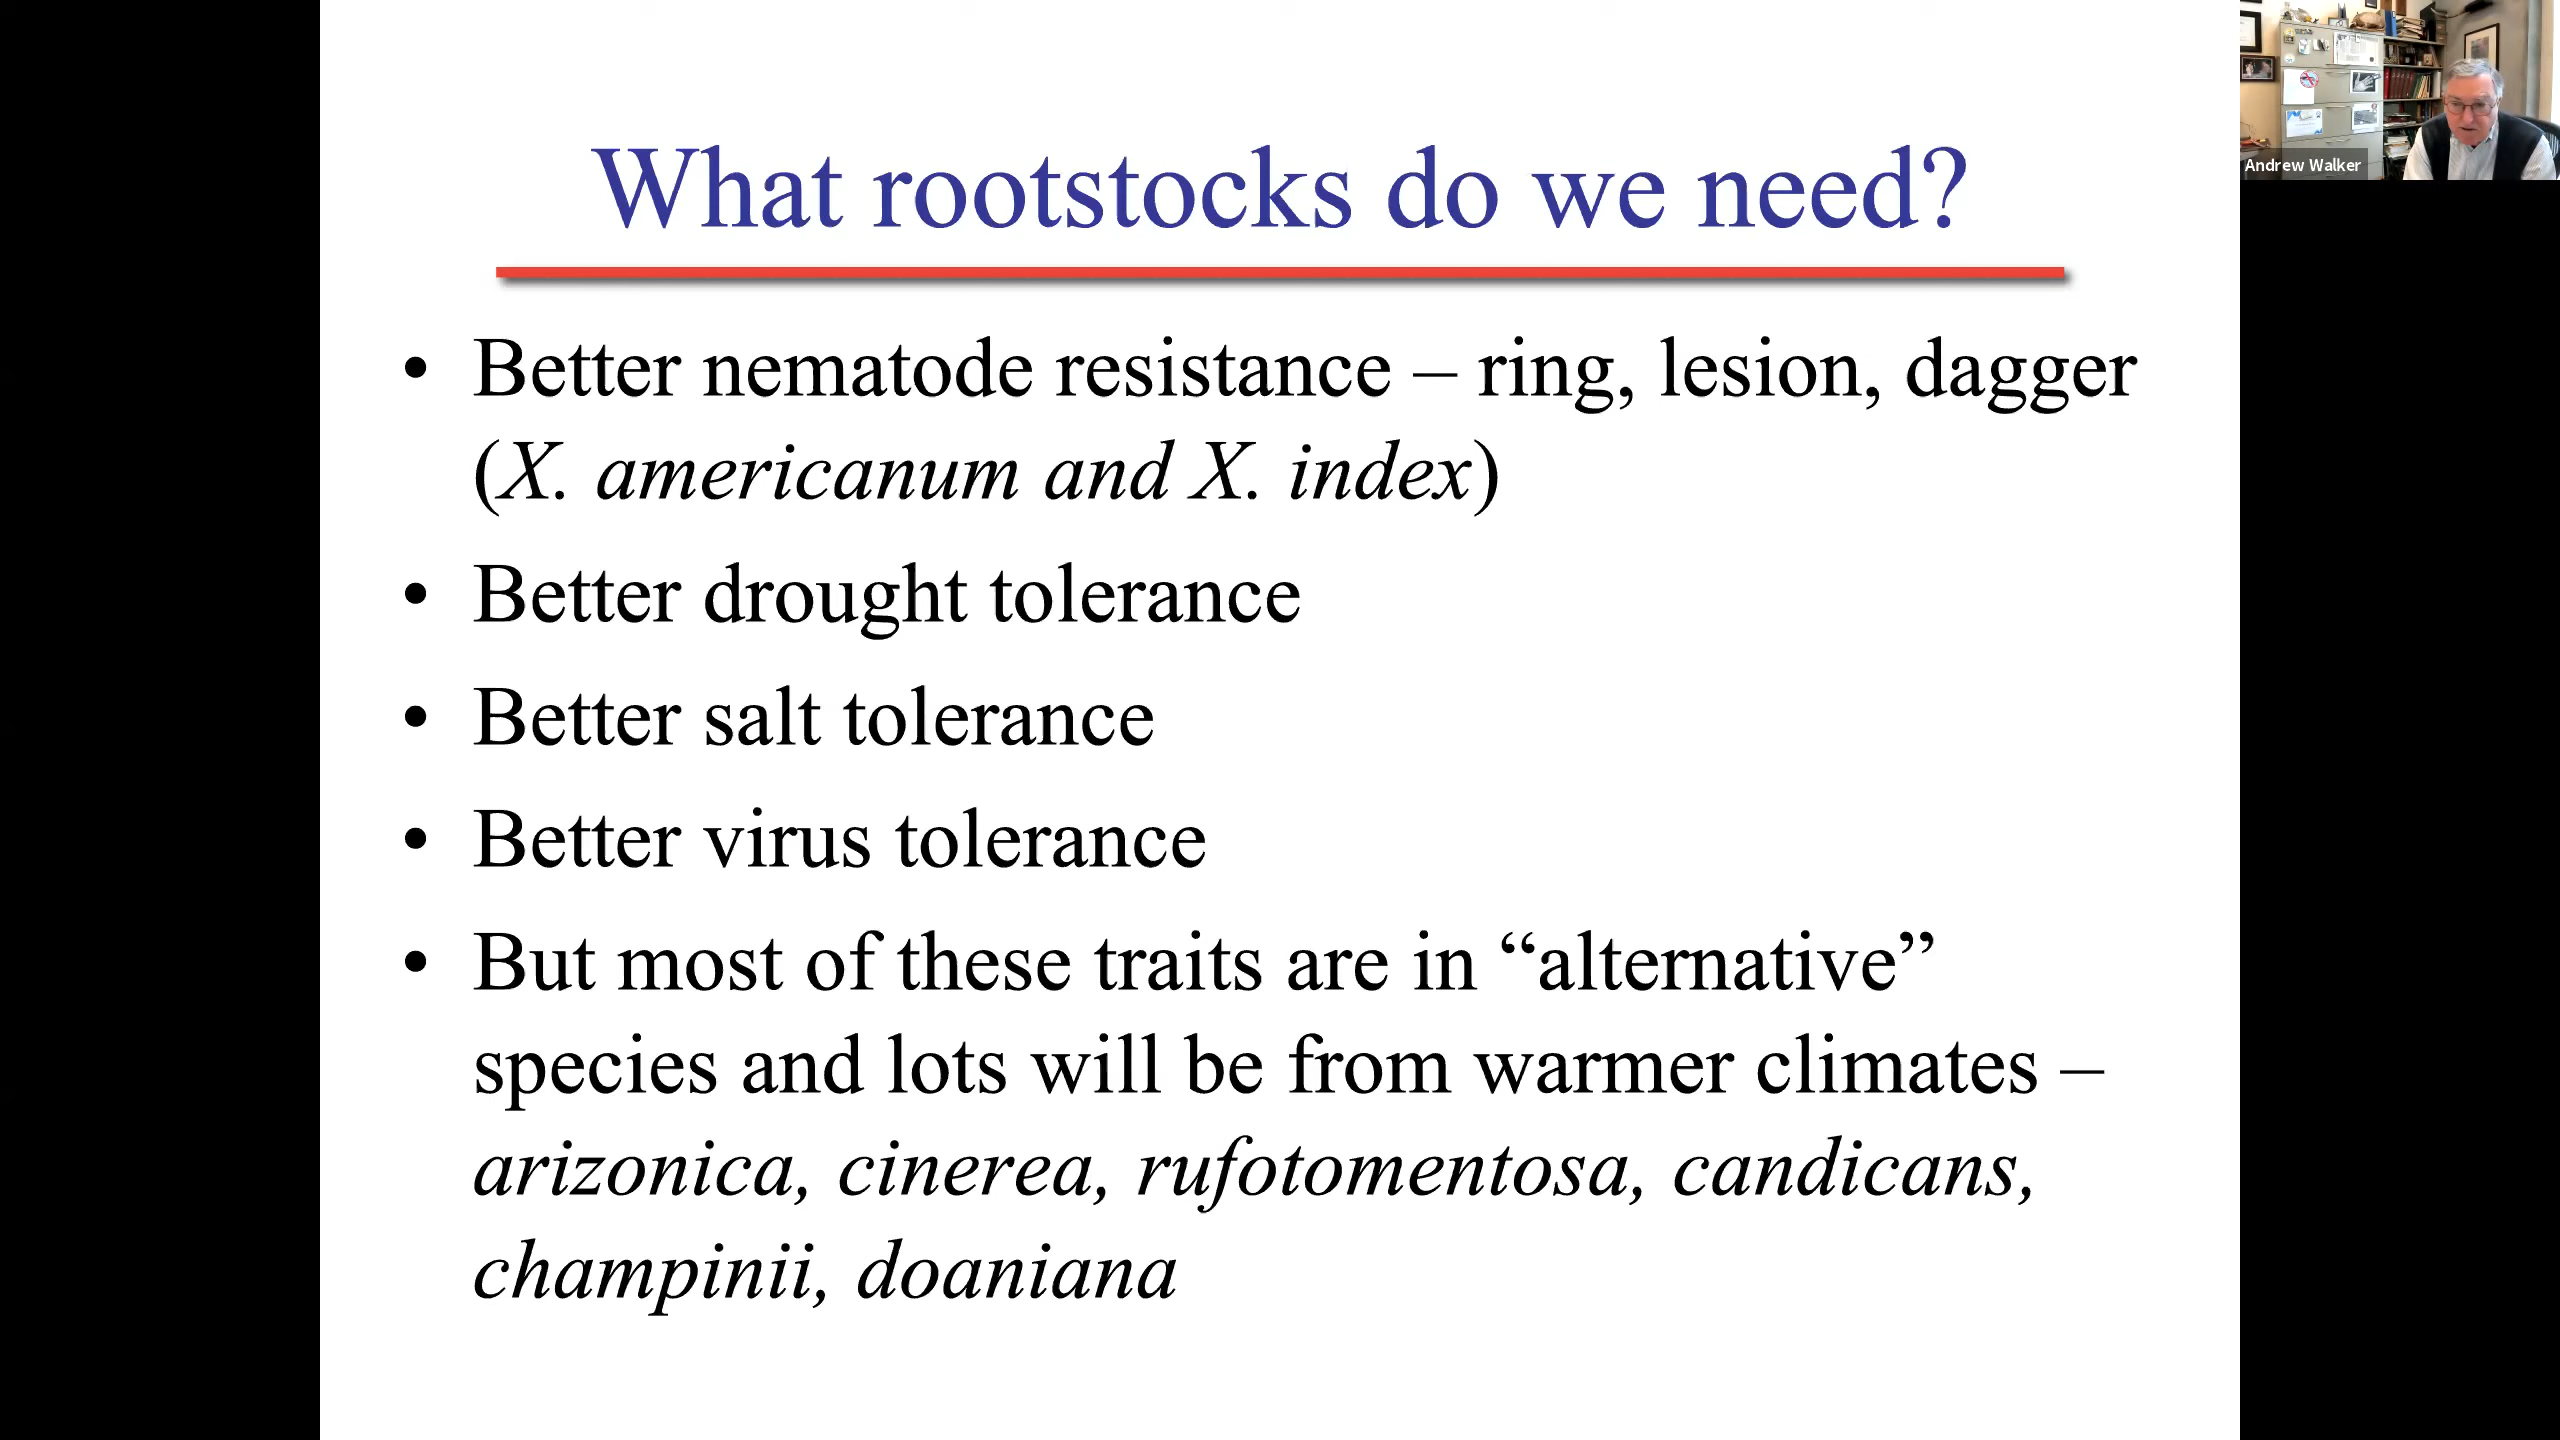 What rootstocks do we need?
• Better nematode resistance – ring, lesion, dagger
(X. americanum and X. index)
• Better drought tolerance
• Better salt tolerance
• Better virus tolerance
• But most of these traits are in “alternative”
species and lots will be from warmer climates –
arizonica, cinerea, rufotomentosa, candicans,
champinii, doaniana
Andrew Walker